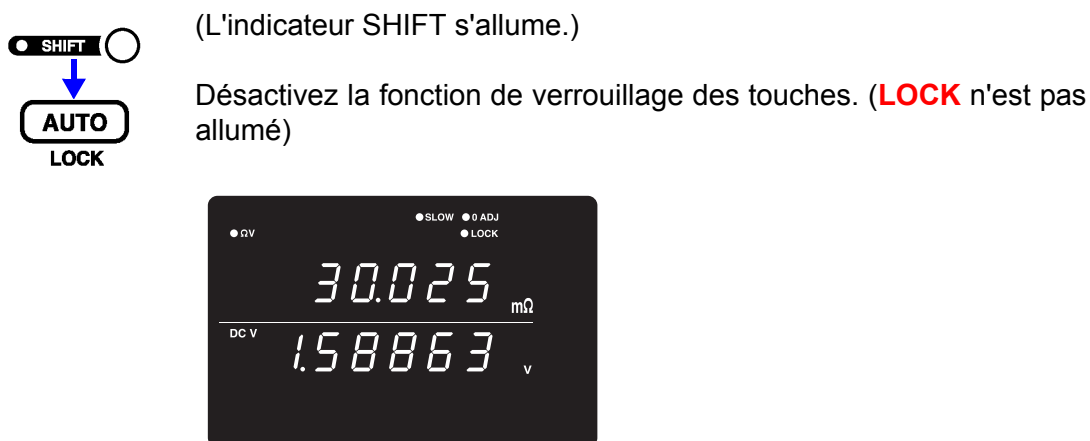 (L'indicateur SHIFT s'allume.)
SHIFT
Désactivez la fonction de verrouillage des touches. (LOCK n'est pas
allumé)
AUTO
LOCK
SLOW 0 ADJ
ΩV LOCK
30.025 mΩ
DC V 1.58863 V